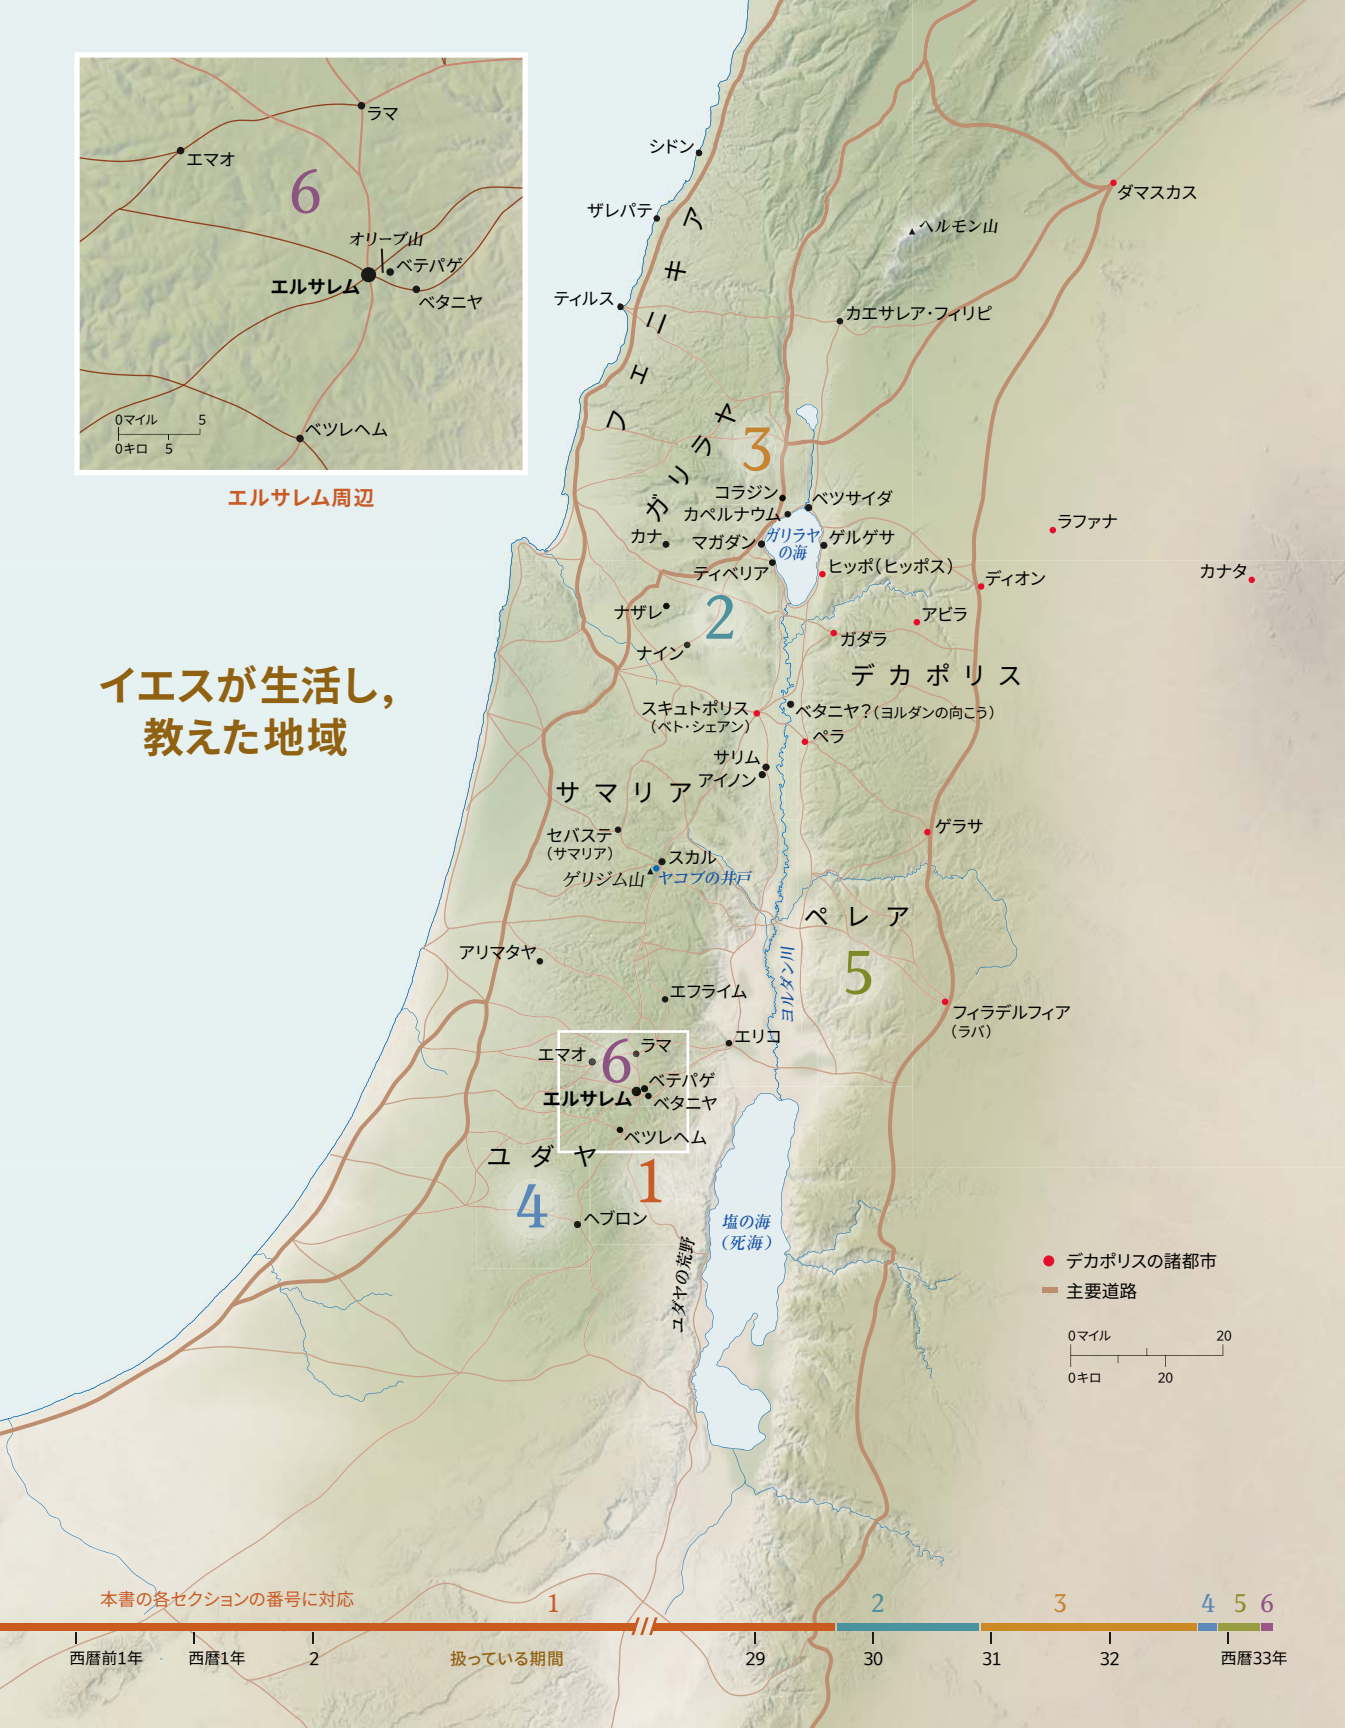 ラマ
エマオ
6
オリーブ山
ベテパゲ
エルサレム
ベタニヤ
0マイル 5
0キロ 5
ベツレヘム
エルサレム周辺
イエスが生活し，
教えた地域
シドン
ザレパテ
ティルス
フェニキア
ダマスカス
ヘルモン山
カエサレア・フィリピ
ガリラヤ
3
コラジン
ベツサイダ
カペルナウム
カナ
マガダン
ガリラヤ
の海
ゲルゲサ
ティベリア
ヒッポ（ヒッポス）
ラファナ
カナタ
ディオン
ナザレ
2
アビラ
ガダラ
ナイン
デカポリス
スキュトポリス
（ベト・シェアン）
ベタニヤ？（ヨルダンの向こう）
ペラ
サリム
アイノン
サマリア
セバステ
（サマリア）
スカル
ゲリジム山
ヤコブの井戸
ゲラサ
ペレア
5
アリマタヤ
ヨルダン川
エフライム
フィラデルフィア
（ラバ）
エリコ
エマオ
6
ラマ
ベテパゲ
エルサレム
ベタニヤ
ベツレヘム
ユダヤ
1
4
ヘブロン
塩の海
（死海）
ユダヤの荒野
デカポリスの諸都市
主要道路
0マイル 20
0キロ 20
本書の各セクションの番号に対応
1 2 3 4 5 6
西暦前1年 西暦1年 2 扱っている期間 29 30 31 32 西暦33年